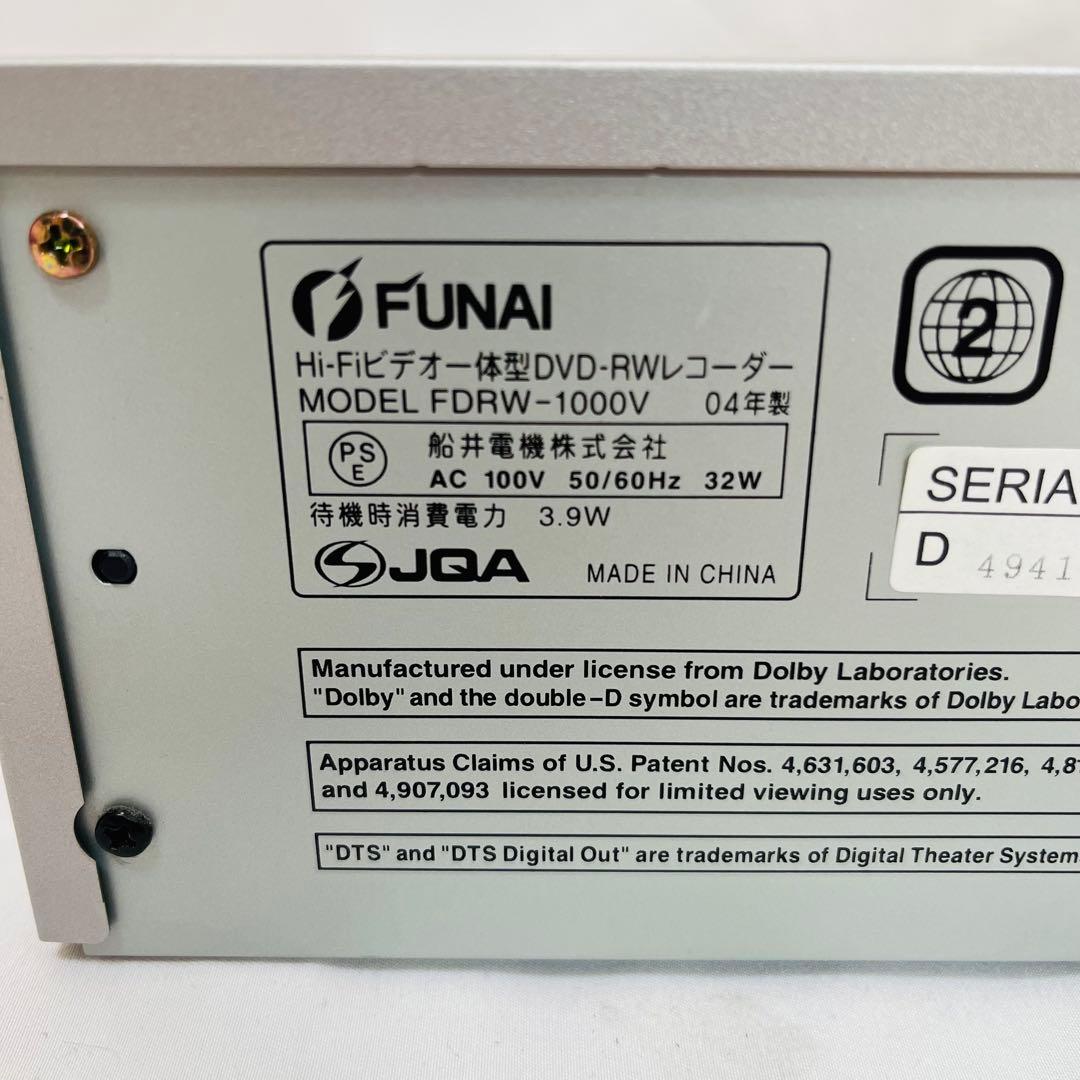 FUNAI
Hi-Fiビデオ一体型DVD-RWレコーダー
MODEL FDRW-1000V 04年製
PSE
船井電機株式会社
AC 100V 50/60Hz 32W
待機時消費電力 3.9W
JQA MADE IN CHINA
2
SERIA
D 4941
Manufactured under license from Dolby Laboratories.
"Dolby" and the double-D symbol are trademarks of Dolby Labo
Apparatus Claims of U.S. Patent Nos. 4,631,603, 4,577,216, 4,8
and 4,907,093 licensed for limited viewing uses only.
"DTS" and "DTS Digital Out" are trademarks of Digital Theater System